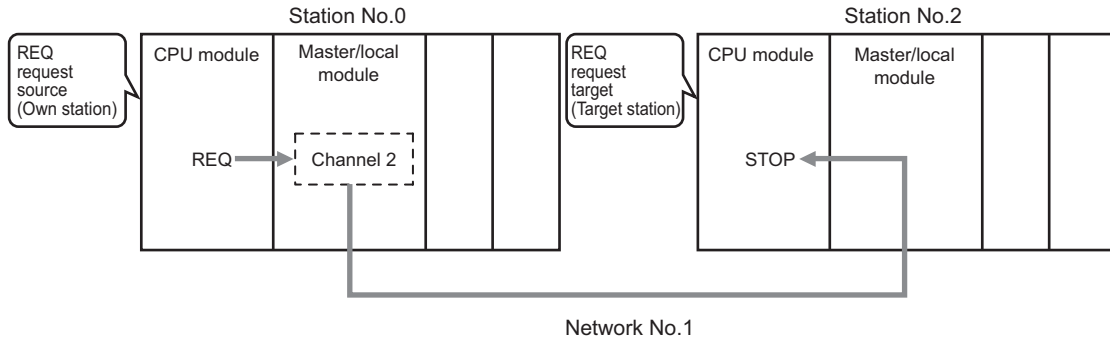 Station No.0
Station No.2
REQ
request
source
(Own station)
CPU module
Master/local
module
REQ
request
target
(Target station)
CPU module
Master/local
module
REQ
Channel 2
STOP
Network No.1